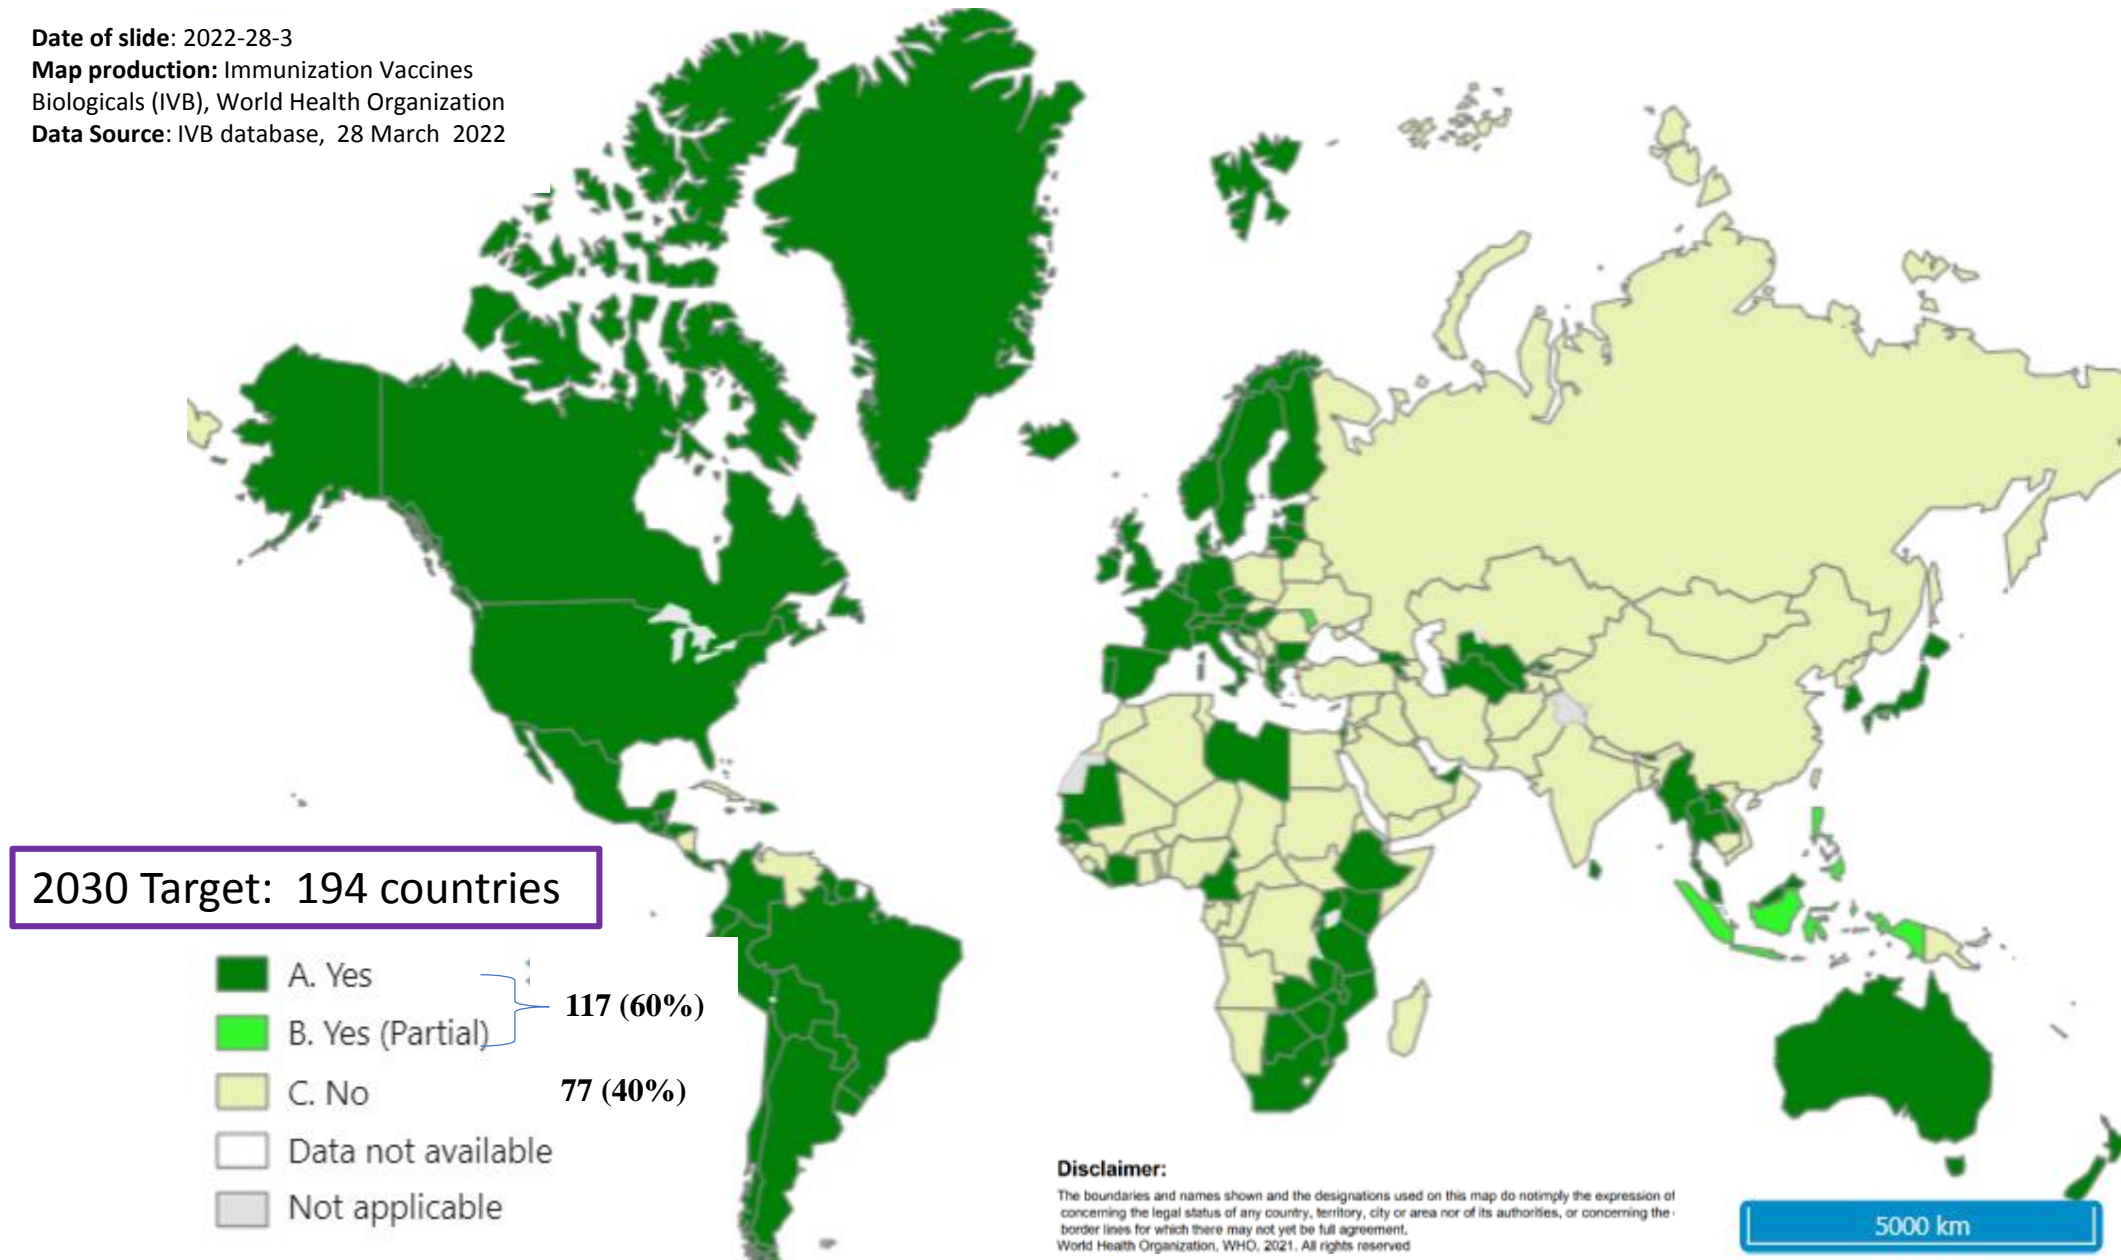 Date of slide: 2022-28-3
Map production: Immunization Vaccines
Biologicals (IVB), World Health Organization
Data Source: IVB database, 28 March 2022
2030 Target: 194 countries
A. Yes
117 (60%)
B. Yes (Partial)
C. No
77 (40%)
Data not available
Not applicable
Disclaimer:
The boundaries and names shown and the designations used on this map do notimply the expression of
concerning the legal status of any country, territory, city or area nor of its authorities, or concerning the
border lines for which there may not yet be full agreement.
World Health Organization, WHO, 2021. All rights reserved
5000 km